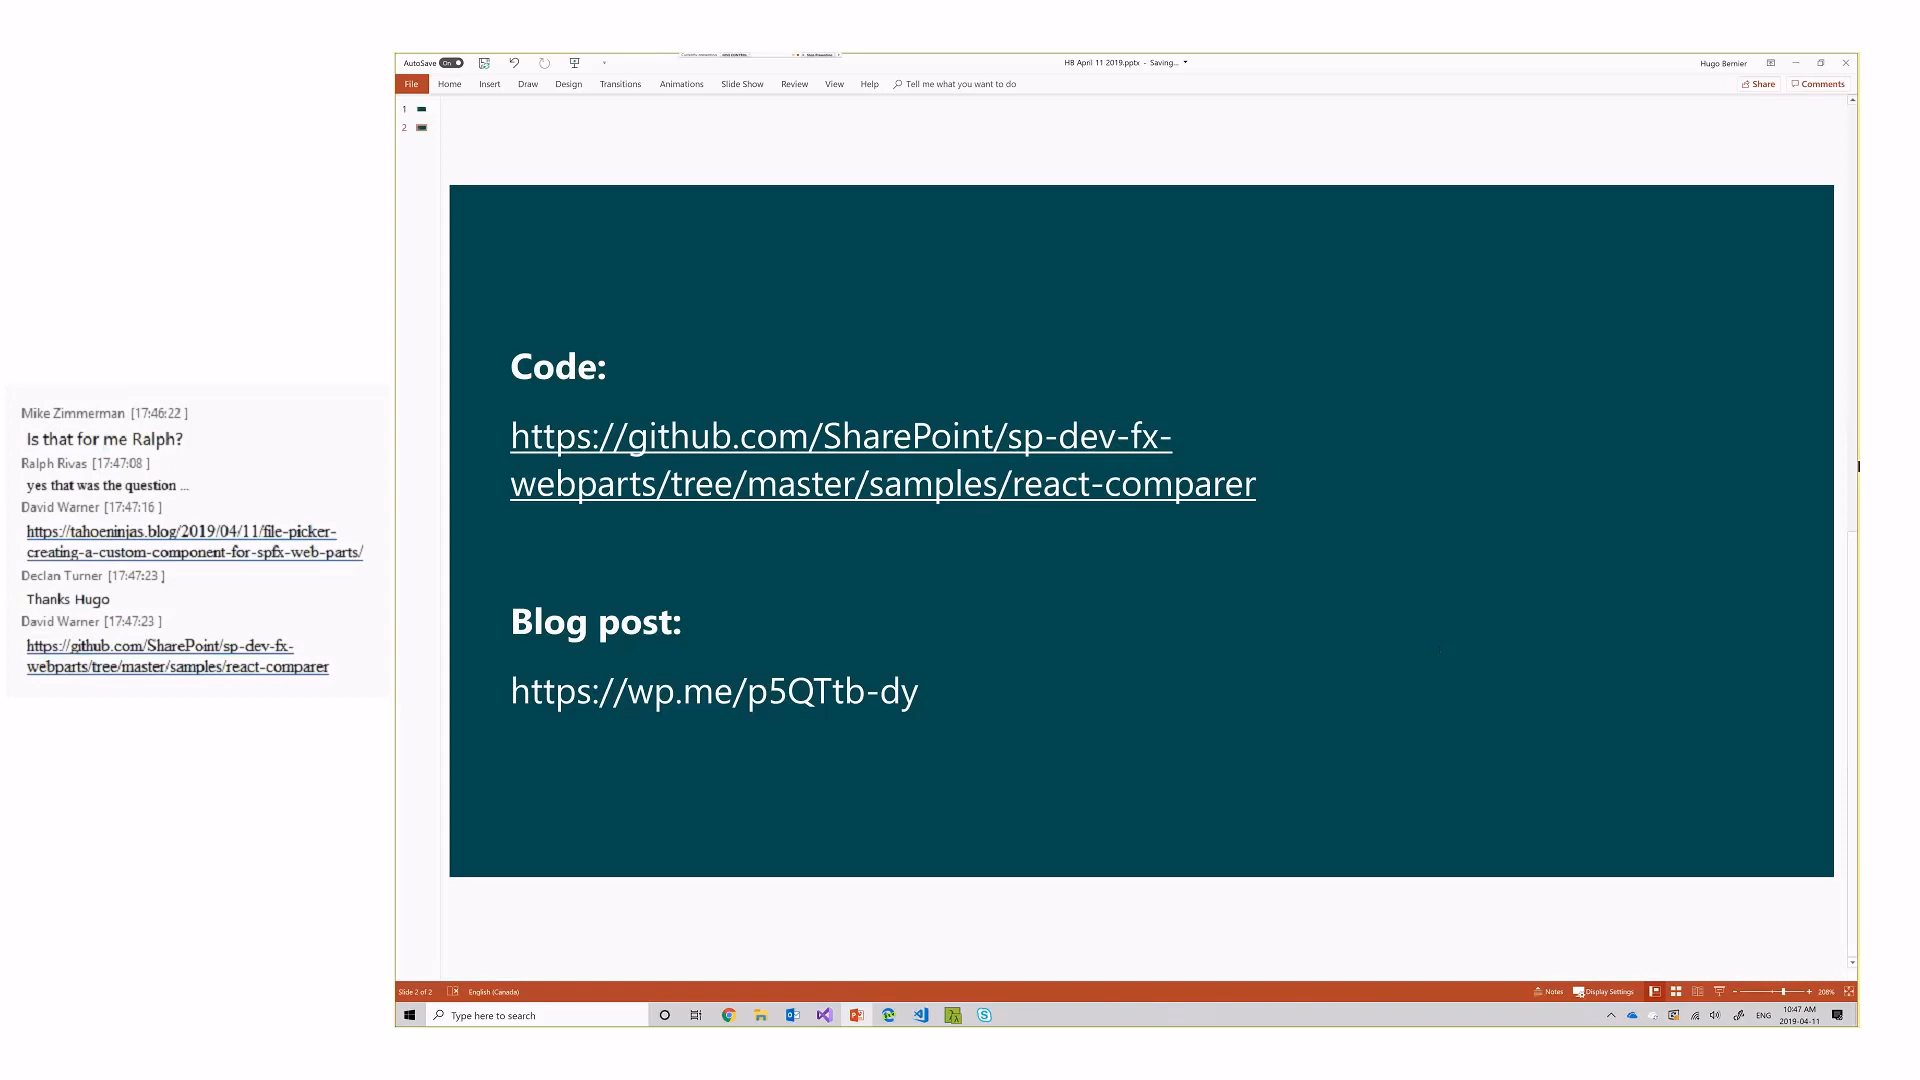 Mike Zimmerman [17:46:22 ]
Is that for me Ralph?
Ralph Rivas [17:47:08 ]
yes that was the question ...
David Warner [17:47:16 ]
https://tahoeninjas.blog/2019/04/11/file-picker-
creating-a-custom-component-for-spfx-web-parts/
Declan Turner [17:47:23 ]
Thanks Hugo
David Warner [17:47:23 ]
https://github.com/SharePoint/sp-dev-fx-
webparts/tree/master/samples/react-comparer
AutoSave On
HB April 11 2019.pptx - Saving...
Hugo Bernier
File Home Insert Draw Design Transitions Animations Slide Show Review View Help Tell me what you want to do
Share Comments
1
2
Code:
https://github.com/SharePoint/sp-dev-fx-
webparts/tree/master/samples/react-comparer
Blog post:
https://wp.me/p5QTtb-dy
Slide 2 of 2 English (Canada) Notes Display Settings 208%
Type here to search
ENG
10:47 AM
2019-04-11